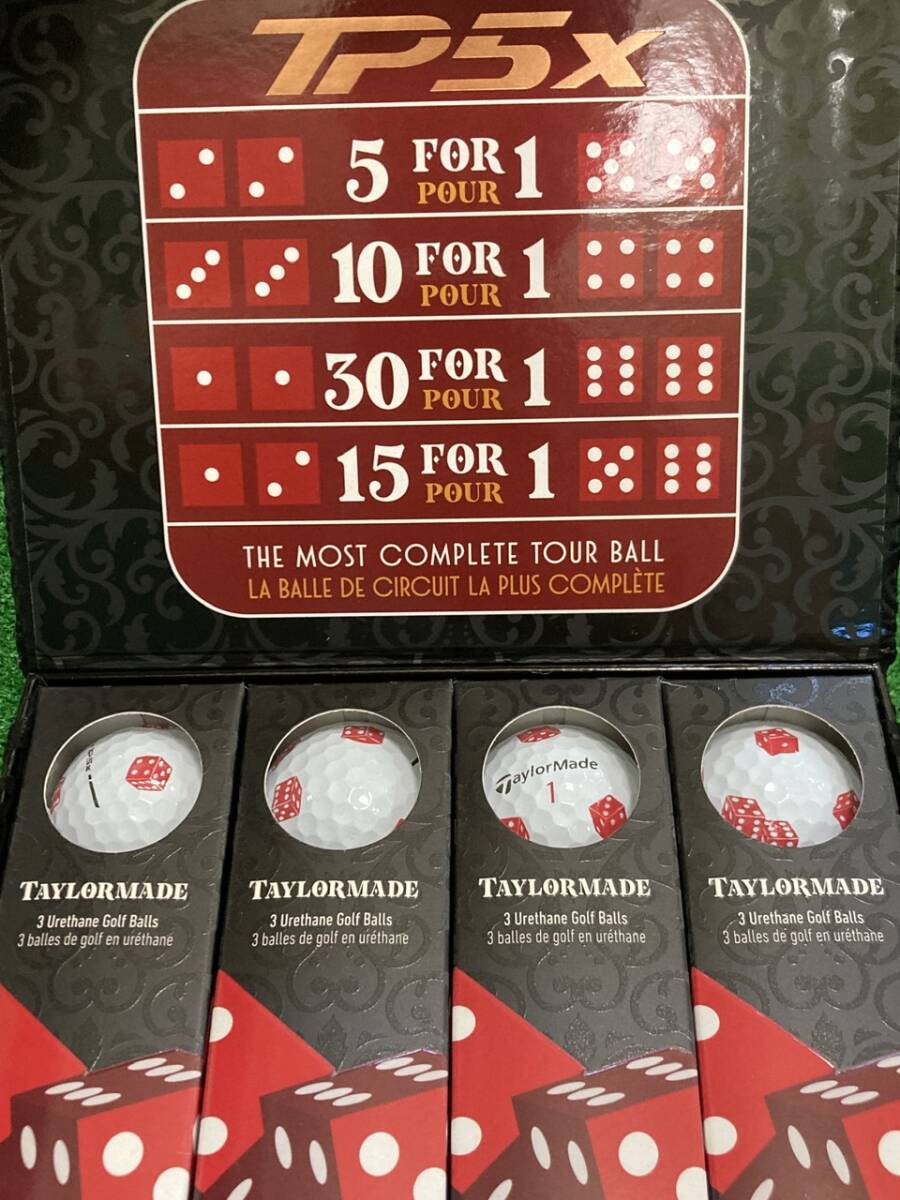 TP5x
5 FOR POUR 1
10 FOR POUR 1
30 FOR POUR 1
15 FOR POUR 1
THE MOST COMPLETE TOUR BALL
LA BALLE DE CIRCUIT LA PLUS COMPLÈTE
TaylorMade
1
TAYLORMADE
3 Urethane Golf Balls
3 balles de golf en uréthane
TAYLORMADE
3 Urethane Golf Balls
3 balles de golf en uréthane
TAYLORMADE
3 Urethane Golf Balls
3 balles de golf en uréthane
TAYLORMADE
3 Urethane Golf Balls
3 balles de golf en uréthane